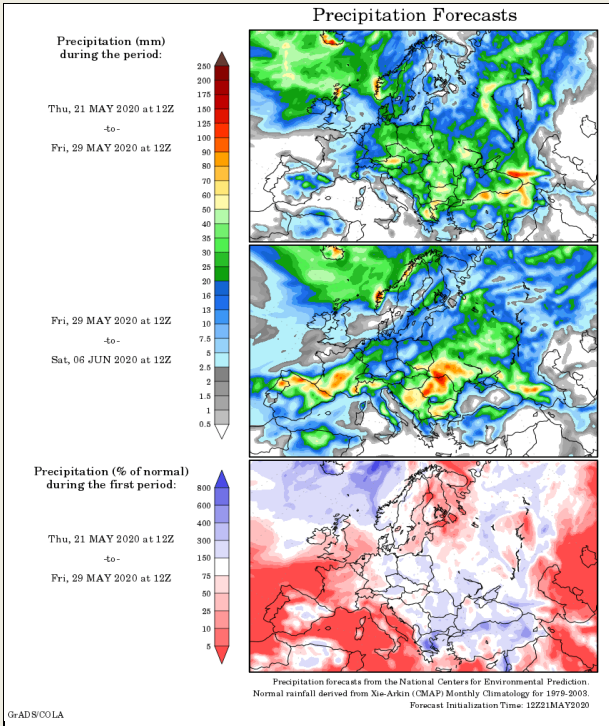 Precipitation Forecasts
Precipitation (mm)
during the period:
Thu, 21 MAY 2020 at 12Z
-to-
Fri, 29 MAY 2020 at 12Z
250
200
175
150
125
100
90
80
70
60
50
40
35
30
25
20
16
13
10
7.5
5
2.5
2
1.5
1
0.5
Fri, 29 MAY 2020 at 12Z
-to-
Sat, 06 JUN 2020 at 12Z
Precipitation (% of normal)
during the first period:
Thu, 21 MAY 2020 at 12Z
-to-
Fri, 29 MAY 2020 at 12Z
800
600
400
300
150
75
50
25
10
5
Precipitation forecasts from the National Centers for Environmental Prediction.
Normal rainfall derived from Xie-Arkin (CMAP) Monthly Climatology for 1979-2003.
Forecast Initialization Time: 12Z21MAY2020
GrADS/COLA